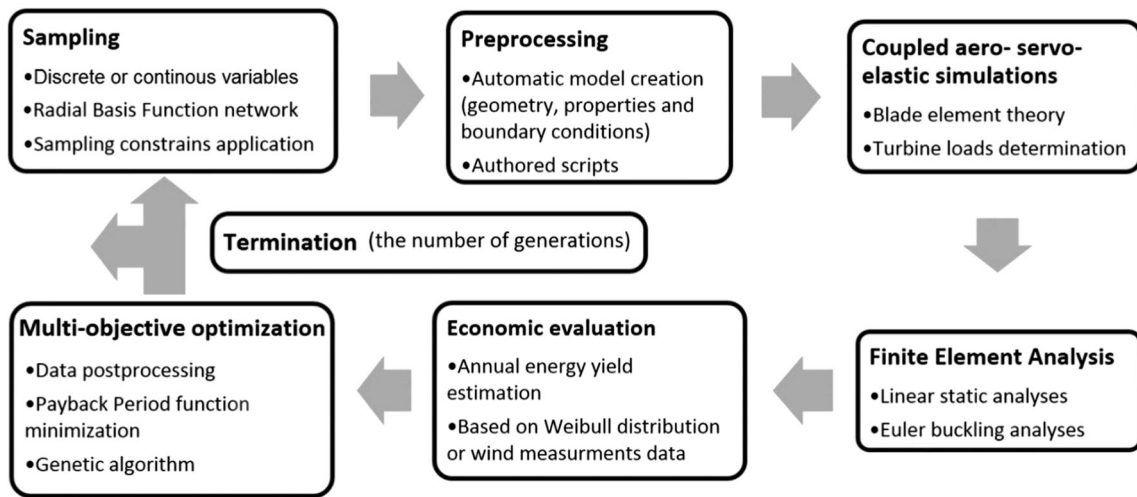 Sampling
•Discrete or continous variables
•Radial Basis Function network
•Sampling constrains application
Preprocessing
•Automatic model creation
(geometry, properties and
boundary conditions)
•Authored scripts
Coupled aero- servo-
elastic simulations
•Blade element theory
•Turbine loads determination
Termination (the number of generations)
Multi-objective optimization
•Data postprocessing
•Payback Period function
minimization
•Genetic algorithm
Economic evaluation
•Annual energy yield
estimation
•Based on Weibull distribution
or wind measurments data
Finite Element Analysis
•Linear static analyses
•Euler buckling analyses